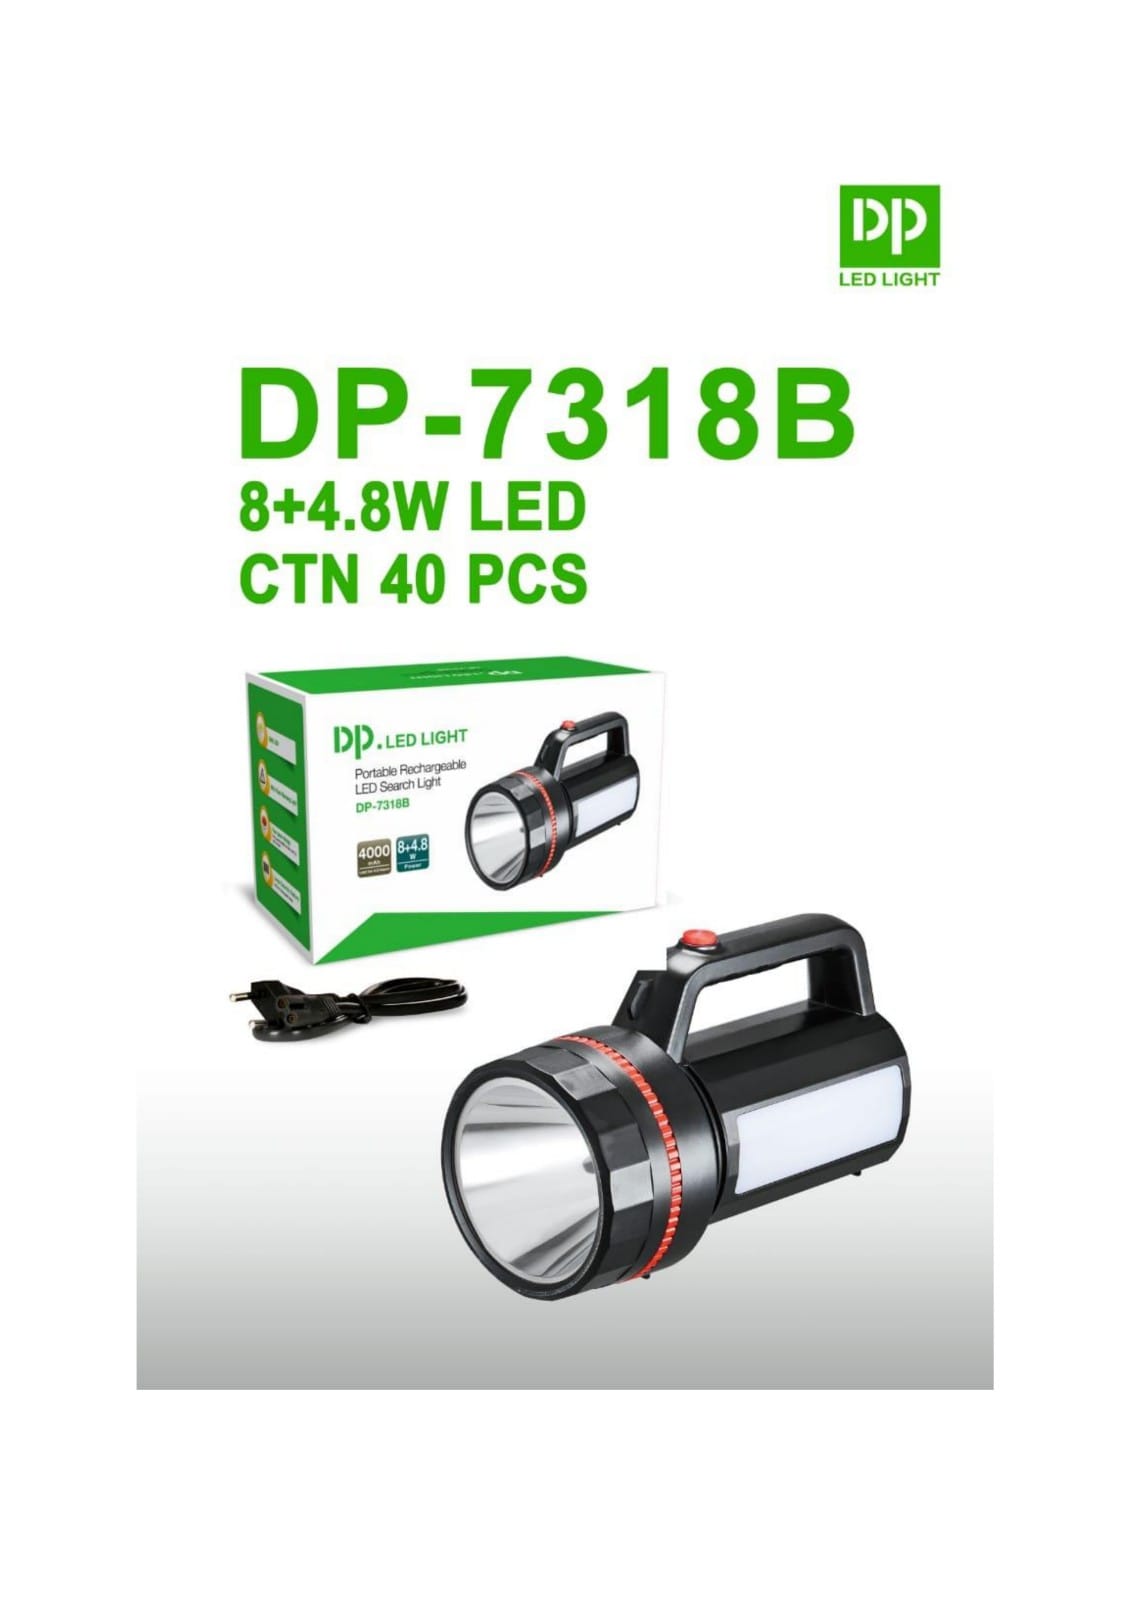 DP
LED LIGHT
DP-7318B
8+4.8W LED
CTN 40 PCS
DP. LED LIGHT
Portable Rechargeable
LED Search Light
DP-7318B
4000
mAh
8+4.8
W
Power